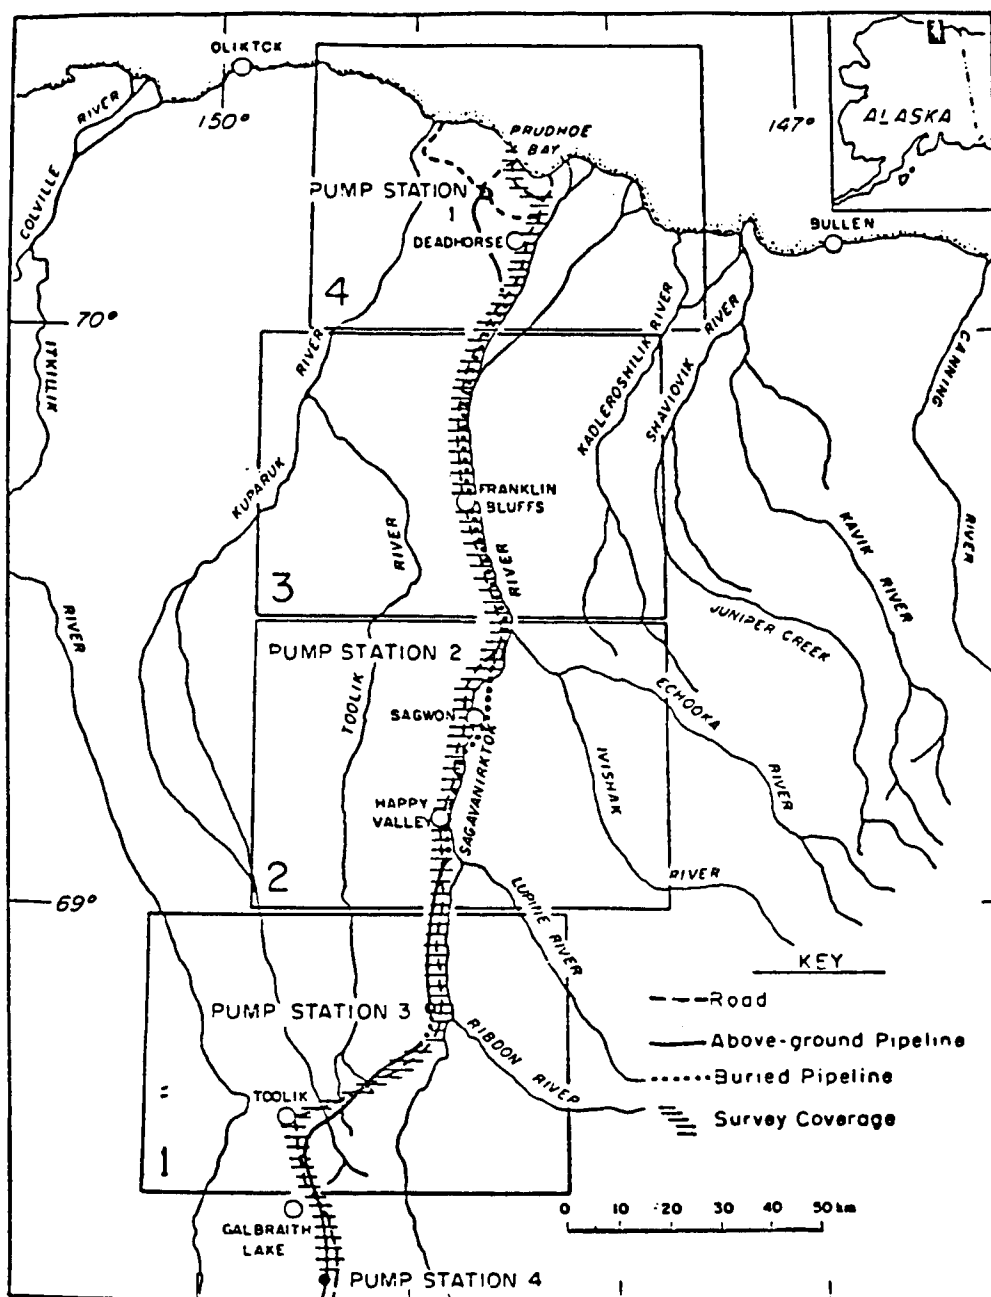 OLIKTOK
RIVER
150°
PRUDHOE
BAY
147°
ALASKA
COLVILLE
PUMP STATION
1
DEADHORSE
BULLEN
4
70°
ITKILLIK
RIVER
KADLEROSHILIK RIVER
SHAVIOVIK RIVER
CANNING
RIVER
KUPARUK
FRANKLIN
BLUFFS
RIVER
RIVER
KAVIK RIVER
3
RIVER
JUNIPER CREEK
PUMP STATION 2
TOOLIK
SAGWON
ECHOOKA
RIVER
SAGAVANIRKTOK
IVISHAK
RIVER
HAPPY
VALLEY
2
69°
LUPINE RIVER
KEY
Road
Above-ground Pipeline
Buried Pipeline
Survey Coverage
PUMP STATION 3
RIBDON RIVER
TOOLIK
1
0 10 20 30 40 50 km
GALBRAITH
LAKE
PUMP STATION 4